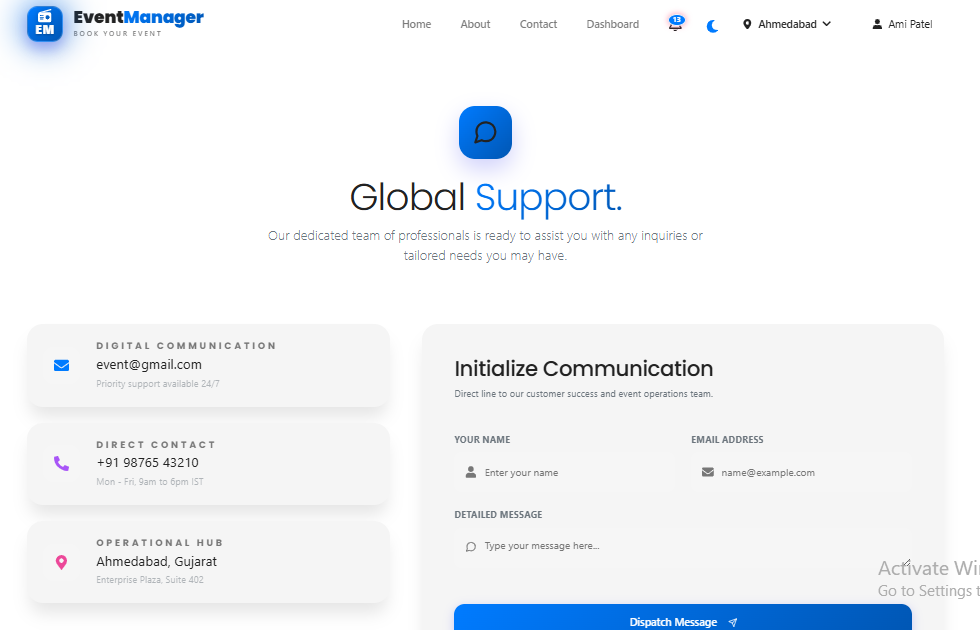 EM
EventManager
BOOK YOUR EVENT
Home About Contact Dashboard 13 Ahmedabad Ami Patel
Global Support.
Our dedicated team of professionals is ready to assist you with any inquiries or
tailored needs you may have.
DIGITAL COMMUNICATION
event@gmail.com
Priority support available 24/7
DIRECT CONTACT
+91 98765 43210
Mon - Fri, 9am to 6pm IST
OPERATIONAL HUB
Ahmedabad, Gujarat
Enterprise Plaza, Suite 402
Initialize Communication
Direct line to our customer success and event operations team.
YOUR NAME EMAIL ADDRESS
Enter your name name@example.com
DETAILED MESSAGE
Type your message here...
Activate Wi
Go to Settings t
Dispatch Message